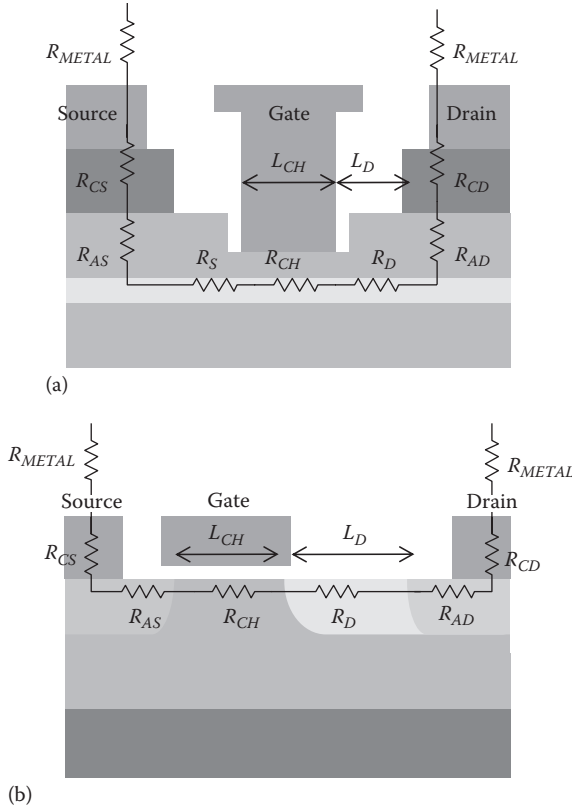 R_METAL R_METAL
Source Gate Drain
L_CH L_D
R_CS R_CD
R_AS R_S R_CH R_D R_AD
(a)
R_METAL R_METAL
Source Gate Drain
L_CH L_D
R_CS R_CD
R_AS R_CH R_D R_AD
(b)